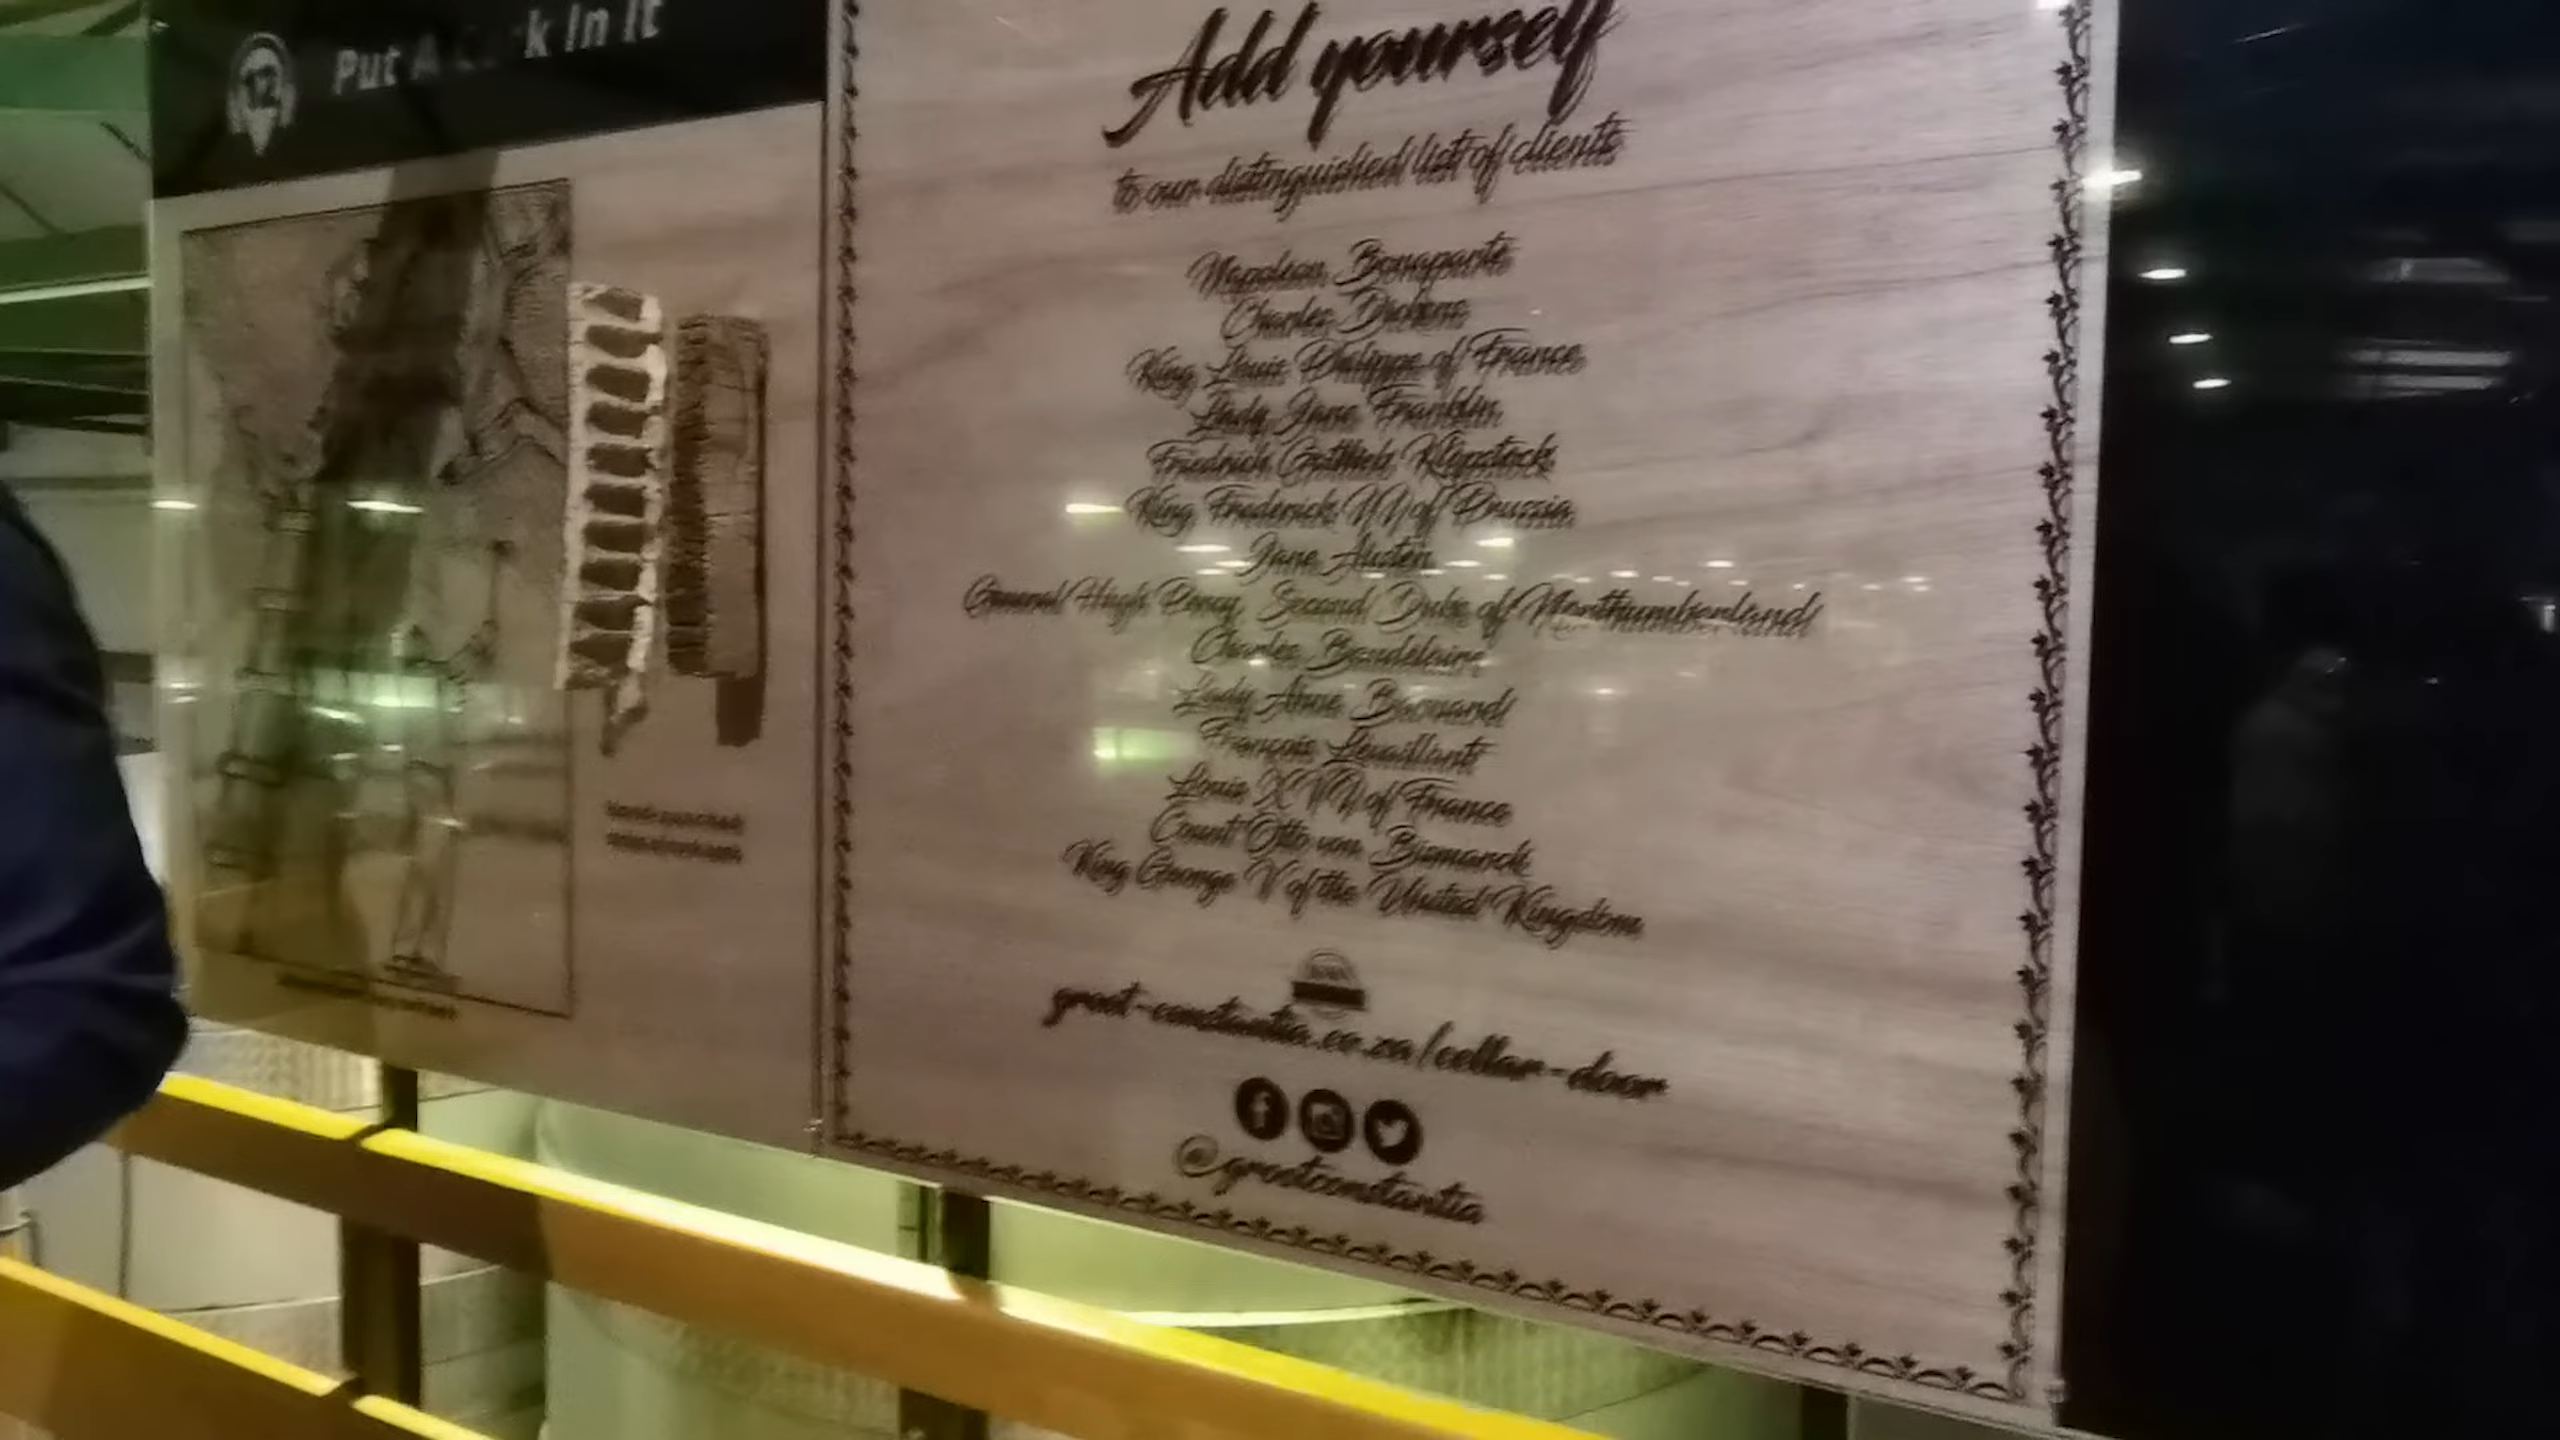 12
Put A k In It
Add yourself
to our distinguished list of clients
Napoleon Bonaparte
Charles Dickens
King Louis Philippe of France
Lady Jane Franklin
Friedrich Gottlieb Klopstock
King Frederick II of Prussia
Jane Austen
General Hugh Percy, Second Duke of Northumberland
Charles Baudelaire
Lady Anne Barnard
François Levaillant
Louis XVI of France
Count Otto von Bismarck
King George V of the United Kingdom
groot-constantia.co.za/cellar-door
@grootconstantia